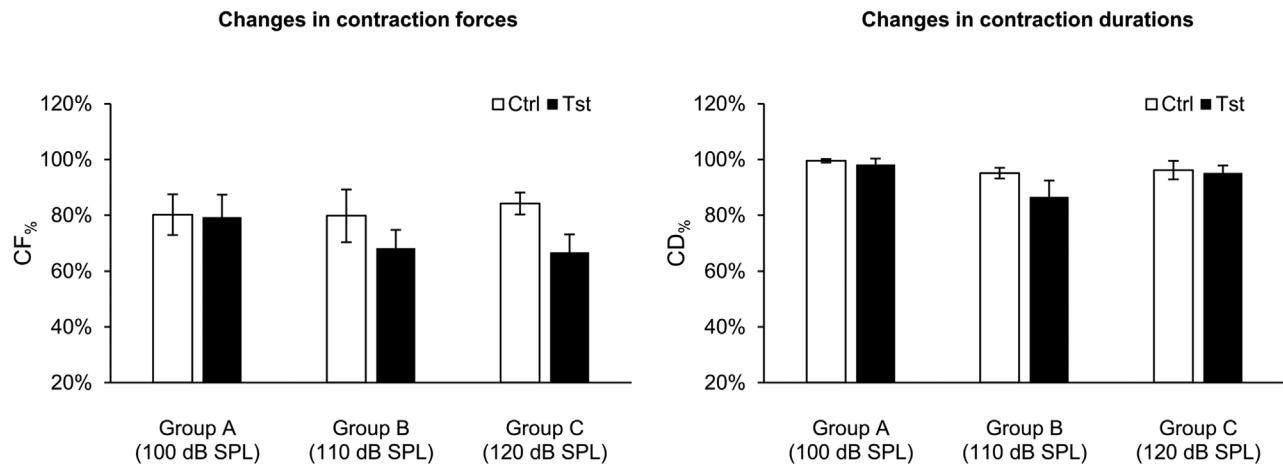 Changes in contraction forces
Ctrl Tst
CF%
120%
100%
80%
60%
40%
20%
Group A
(100 dB SPL)
Group B
(110 dB SPL)
Group C
(120 dB SPL)
Changes in contraction durations
Ctrl Tst
CD%
120%
100%
80%
60%
40%
20%
Group A
(100 dB SPL)
Group B
(110 dB SPL)
Group C
(120 dB SPL)